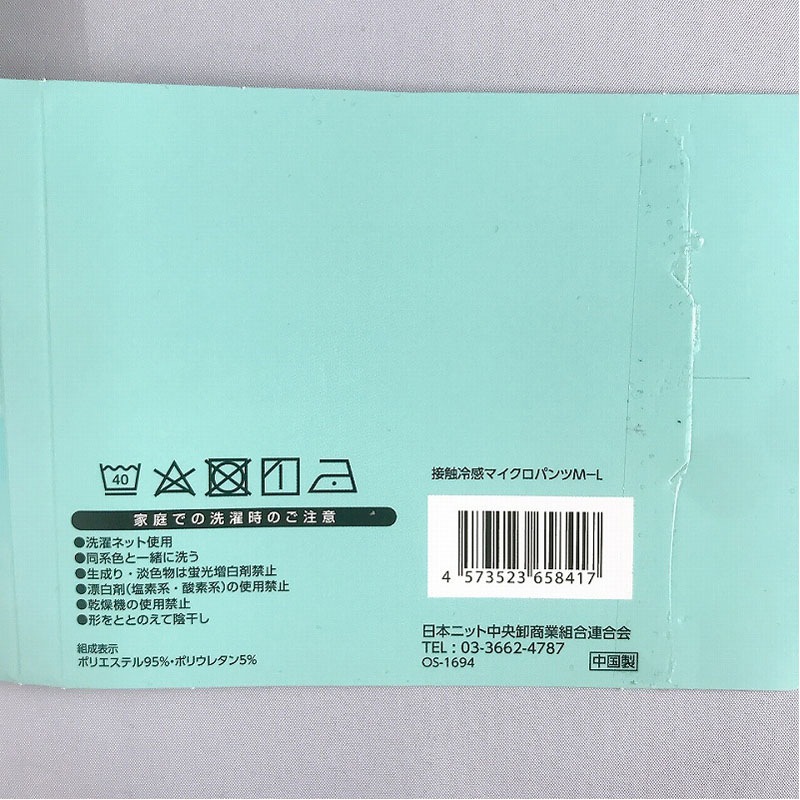 40
家庭での洗濯時のご注意
●洗濯ネット使用
●同系色と一緒に洗う
●生成り・淡色物は蛍光増白剤禁止
●漂白剤(塩素系・酸素系)の使用禁止
●乾燥機の使用禁止
●形をととのえて陰干し
組成表示
ポリエステル95%・ポリウレタン5%
接触冷感マイクロパンツM−L
4 573523 658417
日本ニット中央卸商業組合連合会
TEL : 03-3662-4787
OS-1694
中国製